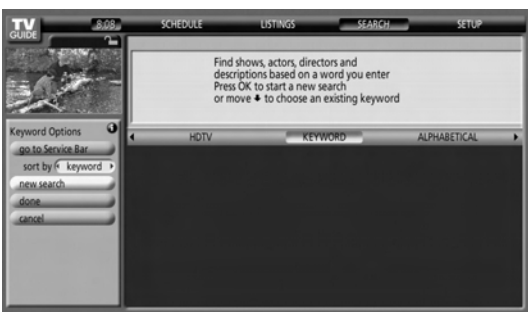 TV
GUIDE
8:08
SCHEDULE LISTINGS SEARCH SETUP
Find shows, actors, directors and
descriptions based on a word you enter
Press OK to start a new search
or move ↓ to choose an existing keyword
HDTV KEYWORD ALPHABETICAL
Keyword Options
go to Service Bar
sort by keyword
new search
done
cancel